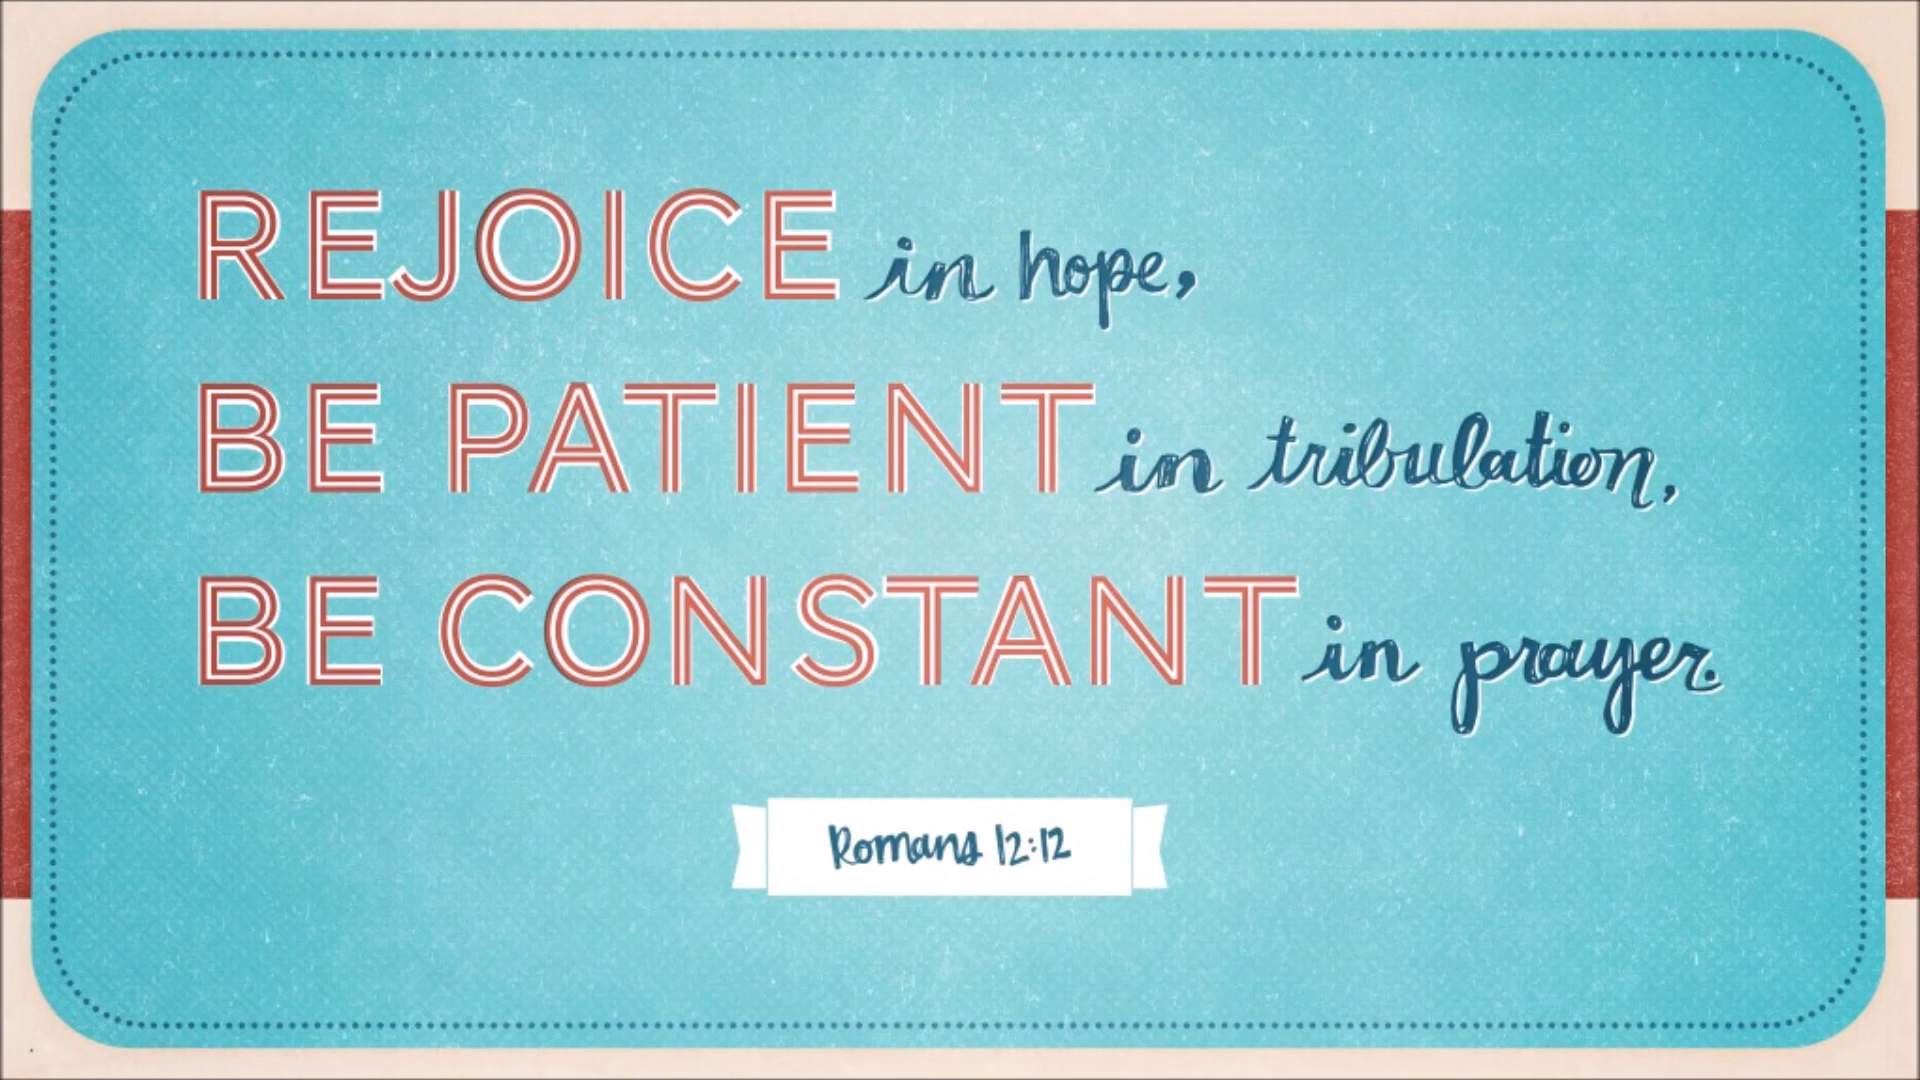 REJOICE in hope,
BE PATIENT in tribulation,
BE CONSTANT in prayer.
Romans 12:12